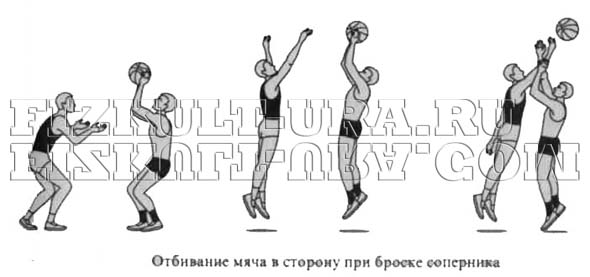 FIZKULT-URA.RU
FIZKULT-URA.COM
Отбивание мяча в сторону при броске соперника